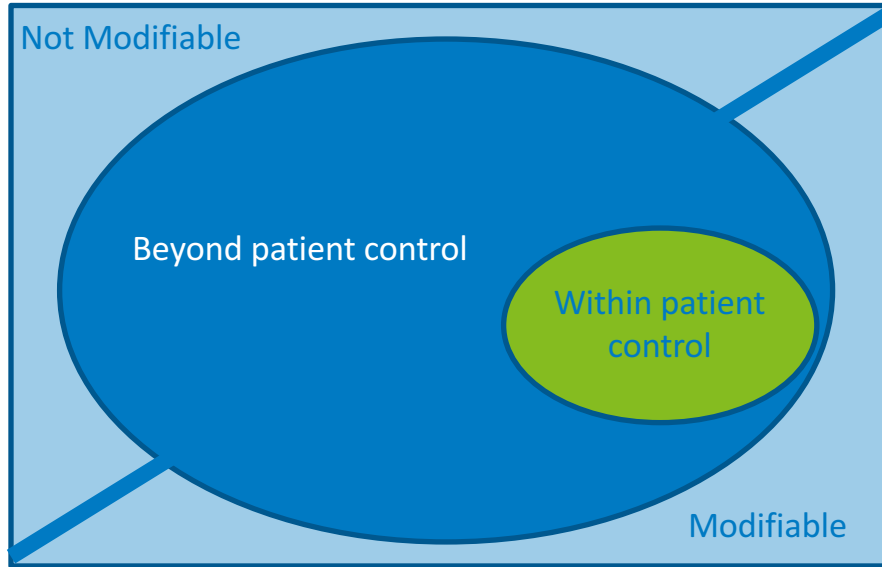 Not Modifiable
Beyond patient control
Within patient
control
Modifiable